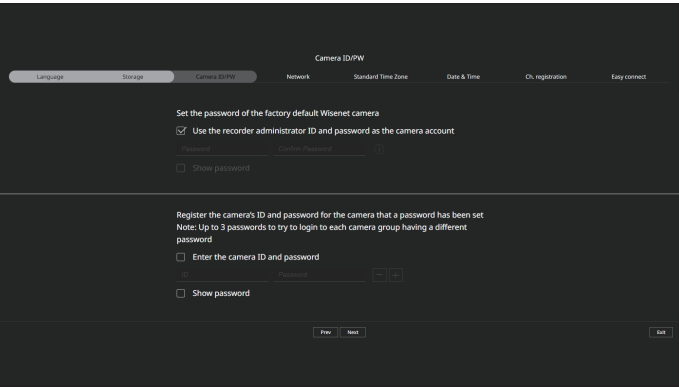 Camera ID/PW
Language Storage Camera ID/PW Network Standard Time Zone Date & Time Ch. registration Easy connect
Set the password of the factory default Wisenet camera
Use the recorder administrator ID and password as the camera account
Password Confirm Password
Show password
Register the camera's ID and password for the camera that a password has been set
Note: Up to 3 passwords to try to login to each camera group having a different
password
Enter the camera ID and password
ID Password
Show password
Prev Next Exit